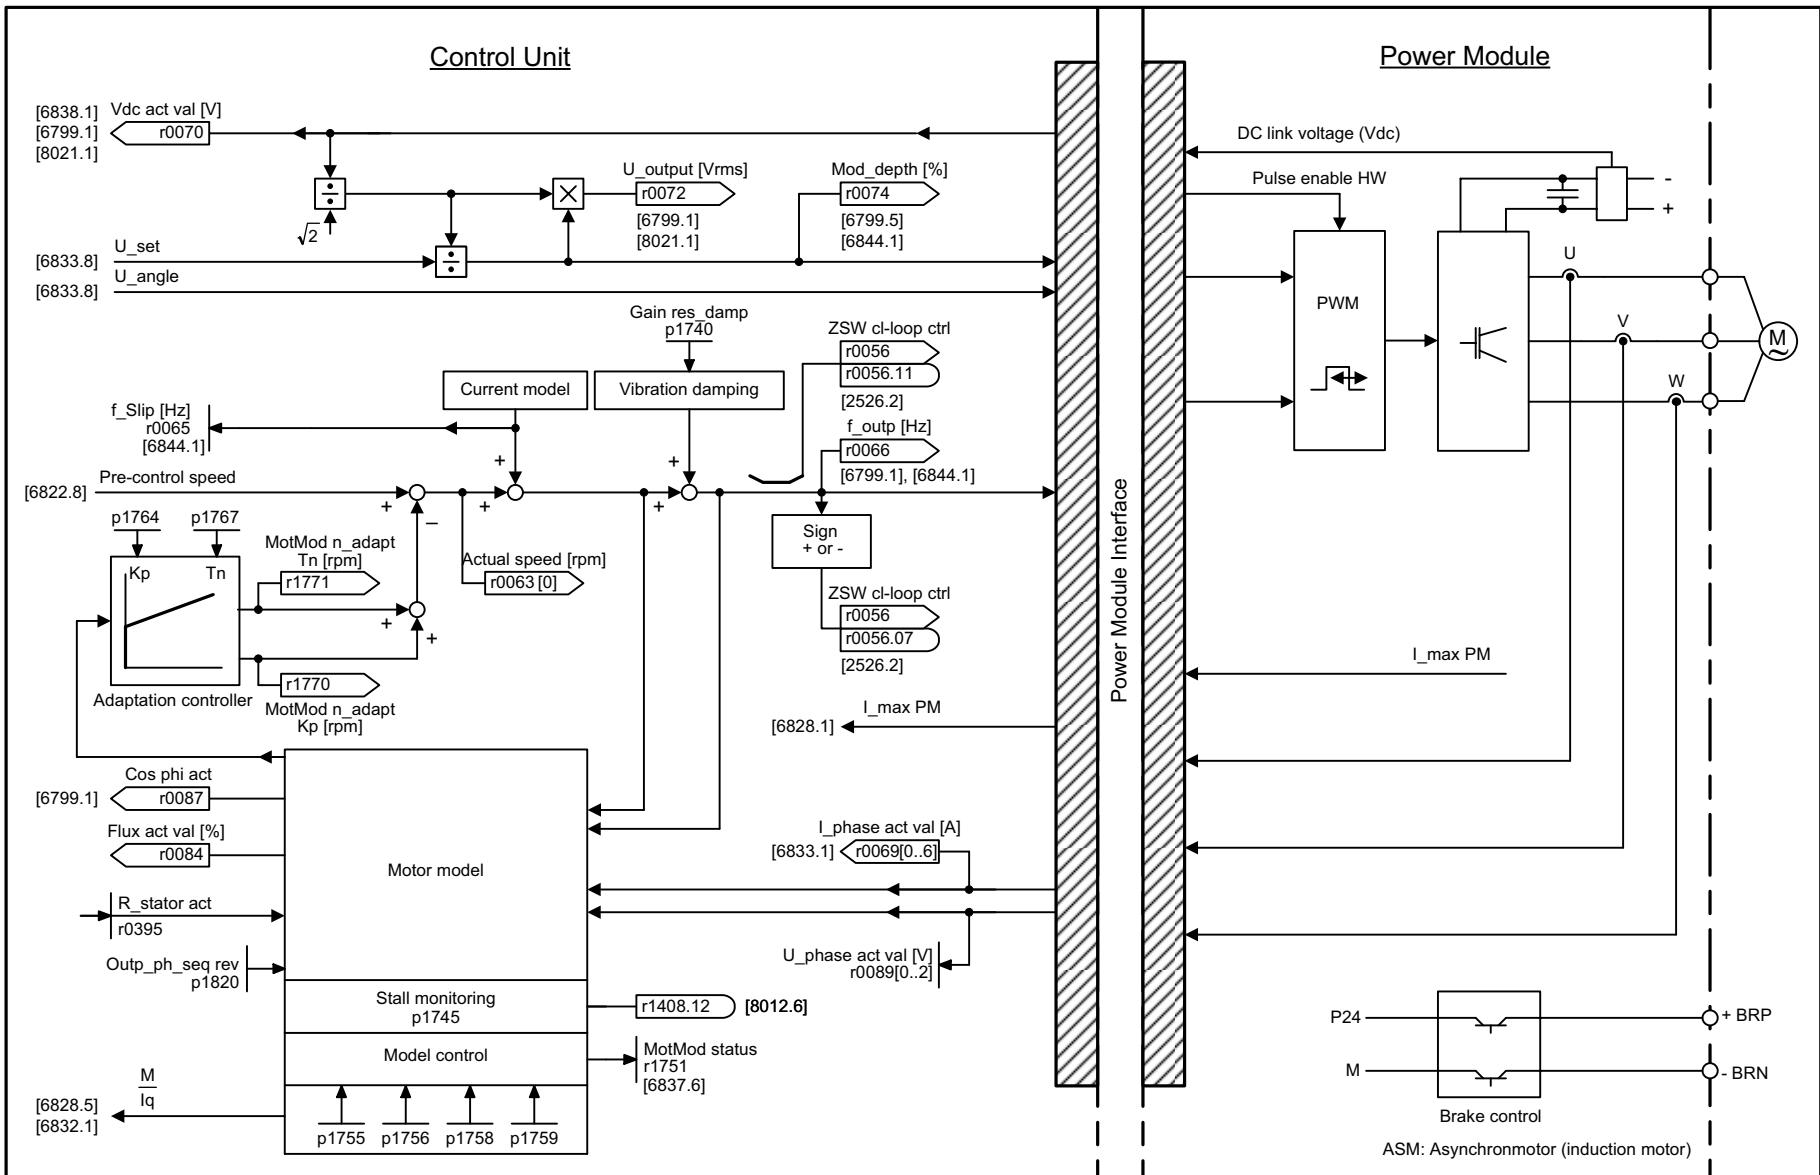 Control Unit
Power Module
[6838.1]
[6799.1]
[8021.1]
Vdc act val [V]
r0070
DC link voltage (Vdc)
Pulse enable HW
-
+
÷
√2
×
U_output [Vrms]
r0072
[6799.1]
[8021.1]
Mod_depth [%]
r0074
[6799.5]
[6844.1]
U_set
[6833.8]
÷
U_angle
[6833.8]
PWM
U
V
W
M
~
Gain res_damp
p1740
Current model
Vibration damping
ZSW cl-loop ctrl
r0056
r0056.11
[2526.2]
f_Slip [Hz]
r0065
[6844.1]
f_outp [Hz]
r0066
[6799.1], [6844.1]
+
+
Pre-control speed
[6822.8]
+
–
+
+
p1764
p1767
Kp
Tn
Adaptation controller
MotMod n_adapt
Tn [rpm]
r1771
+
+
r1770
MotMod n_adapt
Kp [rpm]
Actual speed [rpm]
r0063 [0]
Sign
+ or -
ZSW cl-loop ctrl
r0056
r0056.07
[2526.2]
Power Module Interface
I_max PM
I_max PM
[6828.1]
Cos phi act
[6799.1]
r0087
Flux act val [%]
r0084
Motor model
I_phase act val [A]
[6833.1]
r0069[0..6]
R_stator act
r0395
U_phase act val [V]
r0089[0..2]
Outp_ph_seq rev
p1820
Stall monitoring
p1745
r1408.12
[8012.6]
Model control
MotMod status
r1751
[6837.6]
M
Iq
[6828.5]
[6832.1]
p1755
p1756
p1758
p1759
P24
+ BRP
M
- BRN
Brake control
ASM: Asynchronmotor (induction motor)